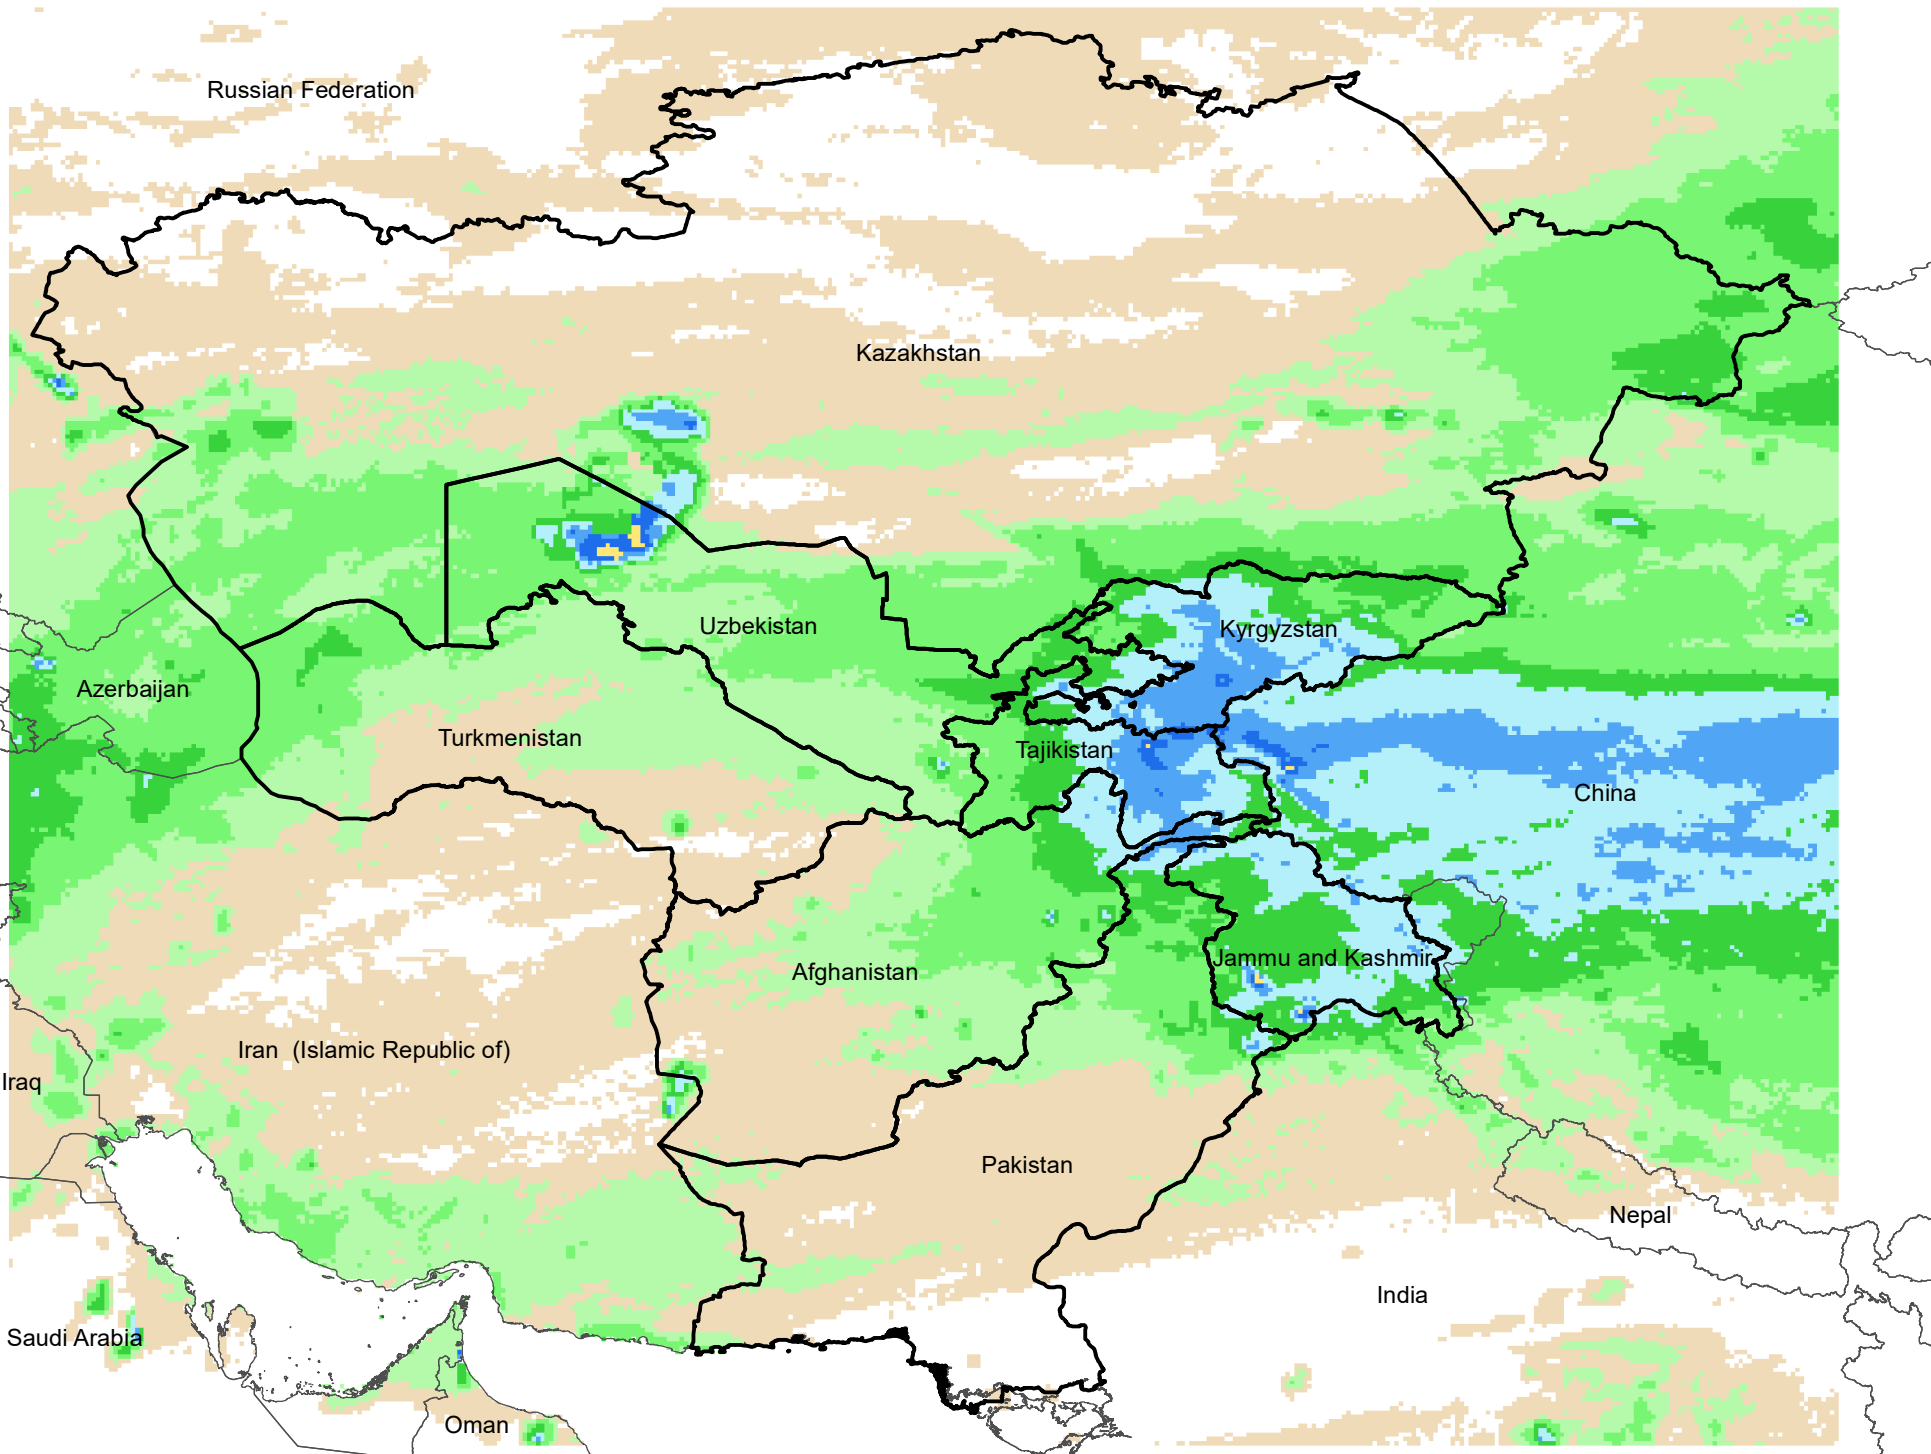 Russian Federation
Kazakhstan
Uzbekistan
Kyrgyzstan
Azerbaijan
Turkmenistan
Tajikistan
China
Jammu and Kashmir
Afghanistan
Iran  (Islamic Republic of)
Iraq
Pakistan
Nepal
India
Saudi Arabia
Oman